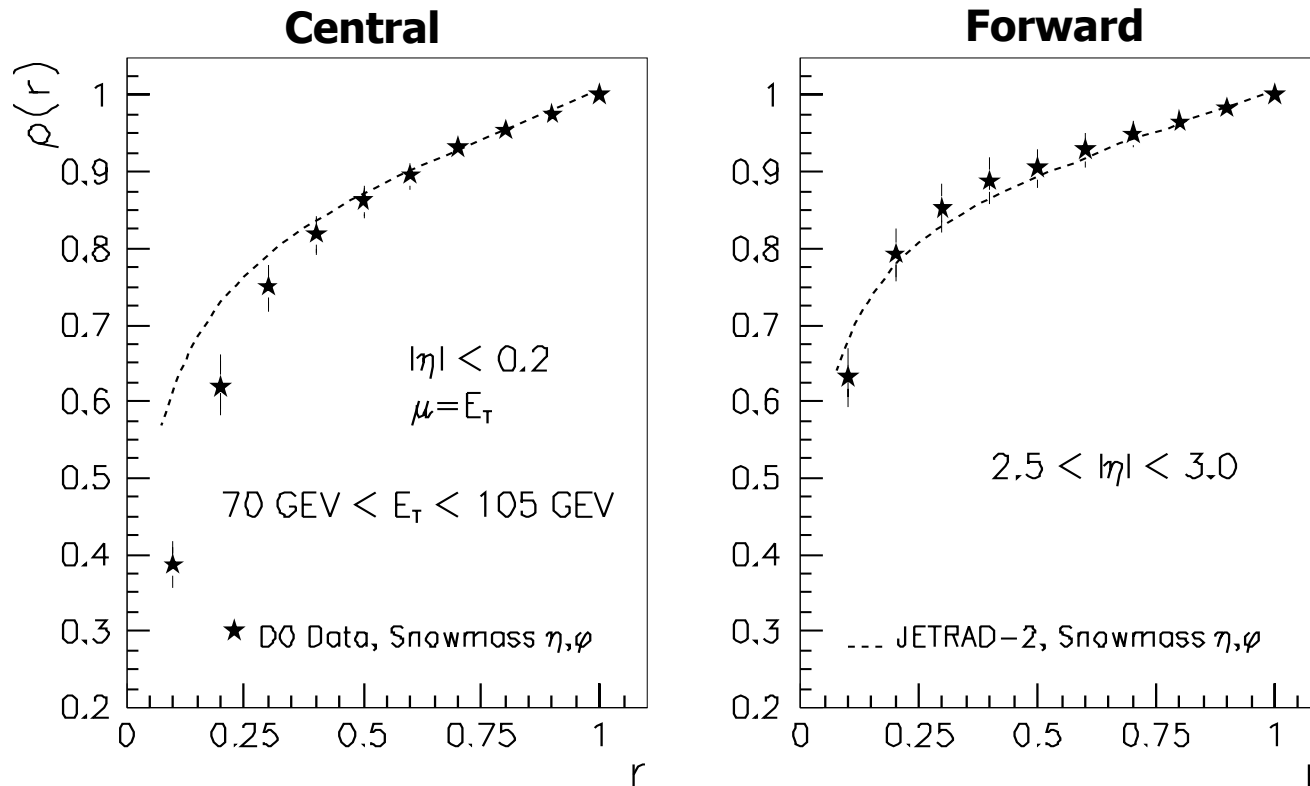 Central
ρ(r)
1
0.9
0.8
0.7
0.6
0.5
0.4
0.3
0.2
|η| < 0.2
μ=E_T
70 GEV < E_T < 105 GEV
★ D0 Data, Snowmass η,φ
0 0.25 0.5 0.75 1
r
Forward
1
0.9
0.8
0.7
0.6
0.5
0.4
0.3
0.2
2.5 < |η| < 3.0
---- JETRAD-2, Snowmass η,φ
0 0.25 0.5 0.75 1